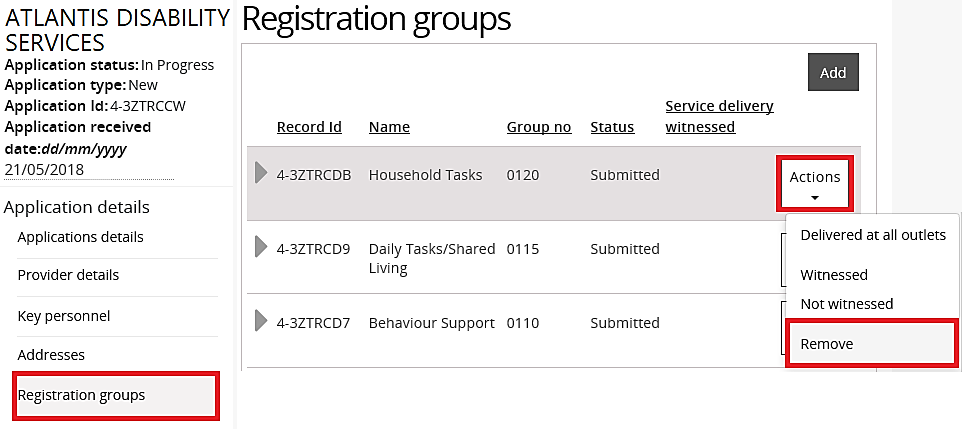 ATLANTIS DISABILITY
SERVICES
Application status: In Progress
Application type: New
Application Id: 4-3ZTRCCW
Application received
date:dd/mm/yyyy
21/05/2018
Application details
Applications details
Provider details
Key personnel
Addresses
Registration groups
Registration groups
Add
Record Id Name Group no Status Service delivery
witnessed
4-3ZTRCDB Household Tasks 0120 Submitted Actions
4-3ZTRCD9 Daily Tasks/Shared 0115 Submitted
Living
4-3ZTRCD7 Behaviour Support 0110 Submitted
Delivered at all outlets
Witnessed
Not witnessed
Remove